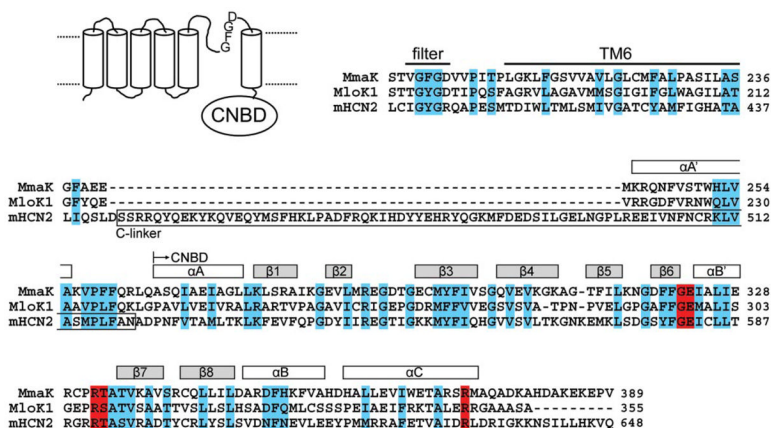 D
G
F
G
CNBD
filter TM6
MmaK STVGFGDVVPITPLGKLFGSVVAVLGLCMFALPASILAS 236
MloK1 STTGYGDTIPQSFAGRVLAGAVMMSGIGIFGLWAGILAT 212
mHCN2 LCIGYGRQAPESMTDIWLTMLSMIVGATCYAMFIGHATA 437
αA'
MmaK GFAEE---------------------------------------------------------MKRQNFVSTWHLV 254
MloK1 GFYQE---------------------------------------------------------VRRGDFVRNWQLV 230
mHCN2 LIQSLDSSRRQYQEKYKQVEQYMSFHKLPADFRQKIHDYYEHRYQGKMFDEDSILGELNGPLREEIVNFNCRKLV 512
C-linker
CNBD
αA β1 β2 β3 β4 β5 β6 αB'
MmaK AKVPFFQRLQASQIAEIAGLLKLSRAIKGEVLMREGDTGECMYFIVSGQVEVKGKAG-TFILKNGDFFGEIALIE 328
MloK1 AAVPLFQKLGPAVLVEIVRALRARTVPAGAVICRIGEPGDRMFFVVEGSVSVA-TPN-PVELGPGAFFGEMALIS 303
mHCN2 ASMPLFANADPNFVTAMLTKLKFEVFQPGDYIIREGTIGKKMYFIQHGVVSVLTKGNKEMKLSDGSYFGEICLLT 587
β7 β8 αB αC
MmaK RCPRTATVKAVSRCQLLILDARDFHKFVAHDHALLEVIWETARSRMAQADKAHDAKEKEPV 389
MloK1 GEPRSATVSAATTVSLLSLHSADFQMLCSSSPEIAEIFRKTALERRGAAASA--------- 355
mHCN2 RGRRTASVRADTYCRLYSLSVDNFNEVLEEYPMMRRAFETVAIDRLDRIGKKNSILLHKVQ 648